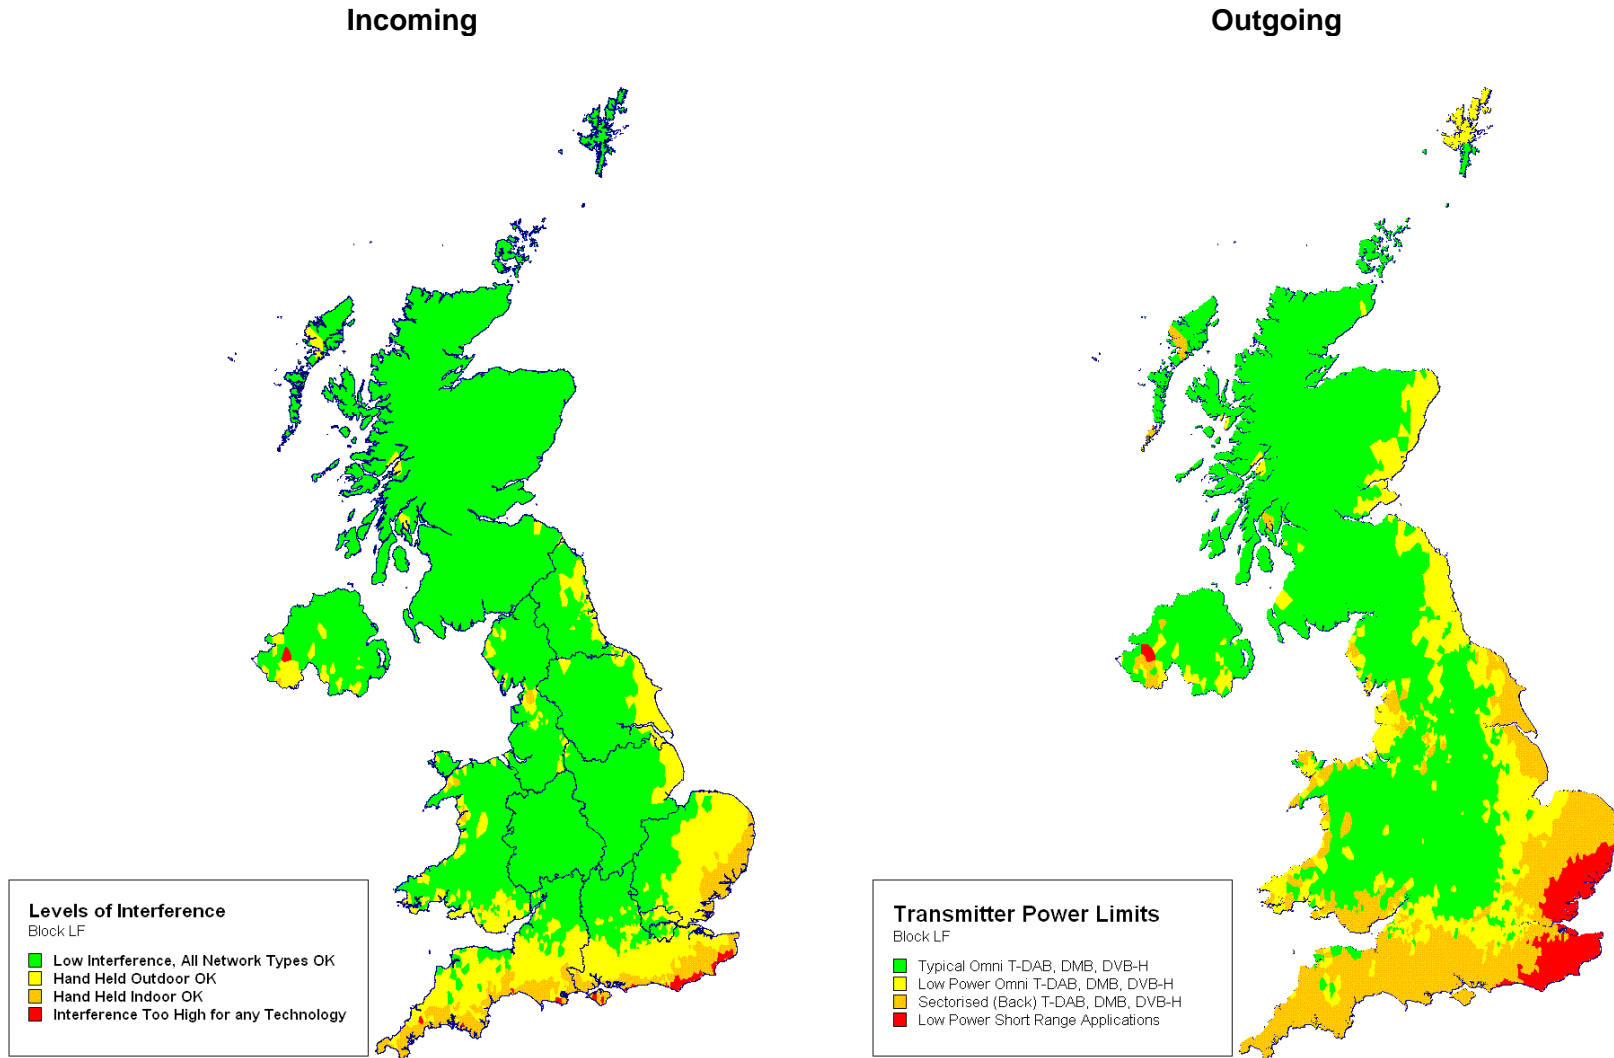 Incoming
Outgoing
Levels of Interference
Block LF
Low Interference, All Network Types OK
Hand Held Outdoor OK
Hand Held Indoor OK
Interference Too High for any Technology
Transmitter Power Limits
Block LF
Typical Omni T-DAB, DMB, DVB-H
Low Power Omni T-DAB, DMB, DVB-H
Sectorised (Back) T-DAB, DMB, DVB-H
Low Power Short Range Applications